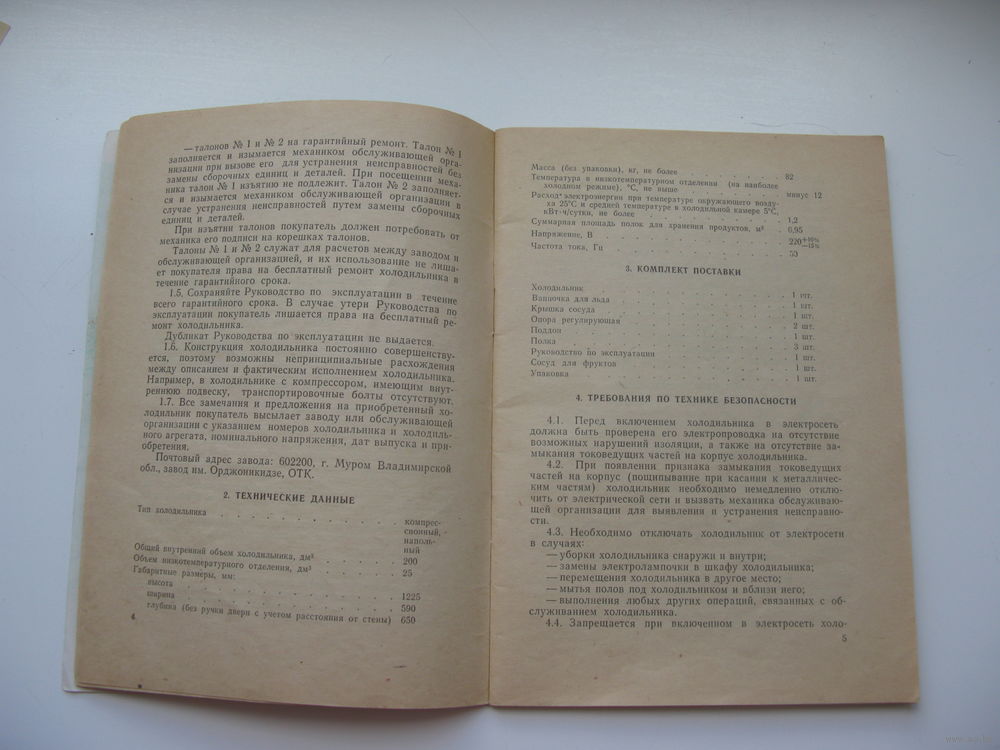 —талонов № 1 и № 2 на гарантийный ремонт. Талон № 1
заполняется и изымается механиком обслуживающей орга-
низации при вызове его для устранения неисправностей без
замены сборочных единиц и деталей. При посещении меха-
ника талон № 1 изъятию не подлежит. Талон № 2 заполняет-
ся и изымается механиком обслуживающей организации в
случае устранения неисправностей путем замены сборочных
единиц и деталей.
При изъятии талонов покупатель должен потребовать от
механика его подписи на корешках талонов.
Талоны № 1 и № 2 служат для расчетов между заводом и
обслуживающей организацией, и их использование не лиша-
ет покупателя права на бесплатный ремонт холодильника в
течение гарантийного срока.
1.5. Сохраняйте Руководство по эксплуатации в течение
всего гарантийного срока. В случае утери Руководства по
эксплуатации покупатель лишается права на бесплатный ре-
монт холодильника.
Дубликат Руководства по эксплуатации не выдается.
1.6. Конструкция холодильника постоянно совершенству-
ется, поэтому возможны непринципиальные расхождения
между описанием и фактическим исполнением холодильника.
Например, в холодильнике с компрессором, имеющим внут-
реннюю подвеску, транспортировочные болты отсутствуют.
1.7. Все замечания и предложения на приобретенный хо-
лодильник покупатель высылает заводу или обслуживающей
организации с указанием номеров холодильника и холодиль-
ного агрегата, номинального напряжения, дат выпуска и при-
обретения.
Почтовый адрес завода: 602200, г. Муром Владимирской
обл., завод им. Орджоникидзе, ОТК.
2. ТЕХНИЧЕСКИЕ ДАННЫЕ
Тип холодильника . . . . . . . . . . компрес-
сионный,
наполь-
ный
Общий внутренний объем холодильника, дм³ . . . . 200
Объем низкотемпературного отделения, дм³ . . . . 25
Габаритные размеры, мм:
высота . . . . . . . . . . 1225
ширина . . . . . . . . . . 590
глубина (без ручки двери с учетом расстояния от стены) 650
4
Масса (без упаковки), кг, не более . . . . . . 82
Температура в низкотемпературном отделении (на наиболее
холодном режиме), °С, не выше . . . . . . минус 12
Расход электроэнергии при температуре окружающего возду-
ха 25°С и средней температуре в холодильной камере 5°С,
кВт·ч/сутки, не более . . . . . . 1,2
Суммарная площадь полок для хранения продуктов, м² . 0,95
Напряжение, В . . . . . . . . 220+10%−15%
Частота тока, Гц . . . . . . . . 50
3. КОМПЛЕКТ ПОСТАВКИ
Холодильник . . . . . . . . 1 шт.
Ванночка для льда . . . . . . . . 1 шт.
Крышка сосуда . . . . . . . . 1 шт.
Опора регулирующая . . . . . . . . 2 шт.
Поддон . . . . . . . . 1 шт.
Полка . . . . . . . . 3 шт.
Руководство по эксплуатации . . . . . . . . 1 шт.
Сосуд для фруктов . . . . . . . . 1 шт.
Упаковка . . . . . . . . 1 шт.
4. ТРЕБОВАНИЯ ПО ТЕХНИКЕ БЕЗОПАСНОСТИ
4.1. Перед включением холодильника в электросеть
должна быть проверена его электропроводка на отсутствие
возможных нарушений изоляции, а также на отсутствие за-
мыкания токоведущих частей на корпус холодильника.
4.2. При появлении признака замыкания токоведущих
частей на корпус (пощипывание при касании к металличес-
ким частям) холодильник необходимо немедленно отклю-
чить от электрической сети и вызвать механика обслуживаю-
щей организации для выявления и устранения неисправно-
сти.
4.3. Необходимо отключать холодильник от электросети
в случаях:
—уборки холодильника снаружи и внутри;
—замены электролампочки в шкафу холодильника;
—перемещения холодильника в другое место;
—мытья полов под холодильником и вблизи него;
—выполнения любых других операций, связанных с об-
служиванием холодильника.
4.4. Запрещается при включенном в электросеть холо-
5